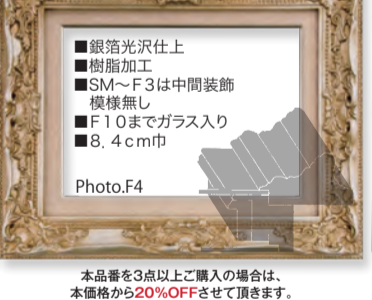 ■銀箔光沢仕上
■樹脂加工
■SM～F3は中間装飾
模様無し
■F10までガラス入り
■8.4cm巾
Photo.F4
本品番を3点以上ご購入の場合は、
本価格から20%OFFさせて頂きます。